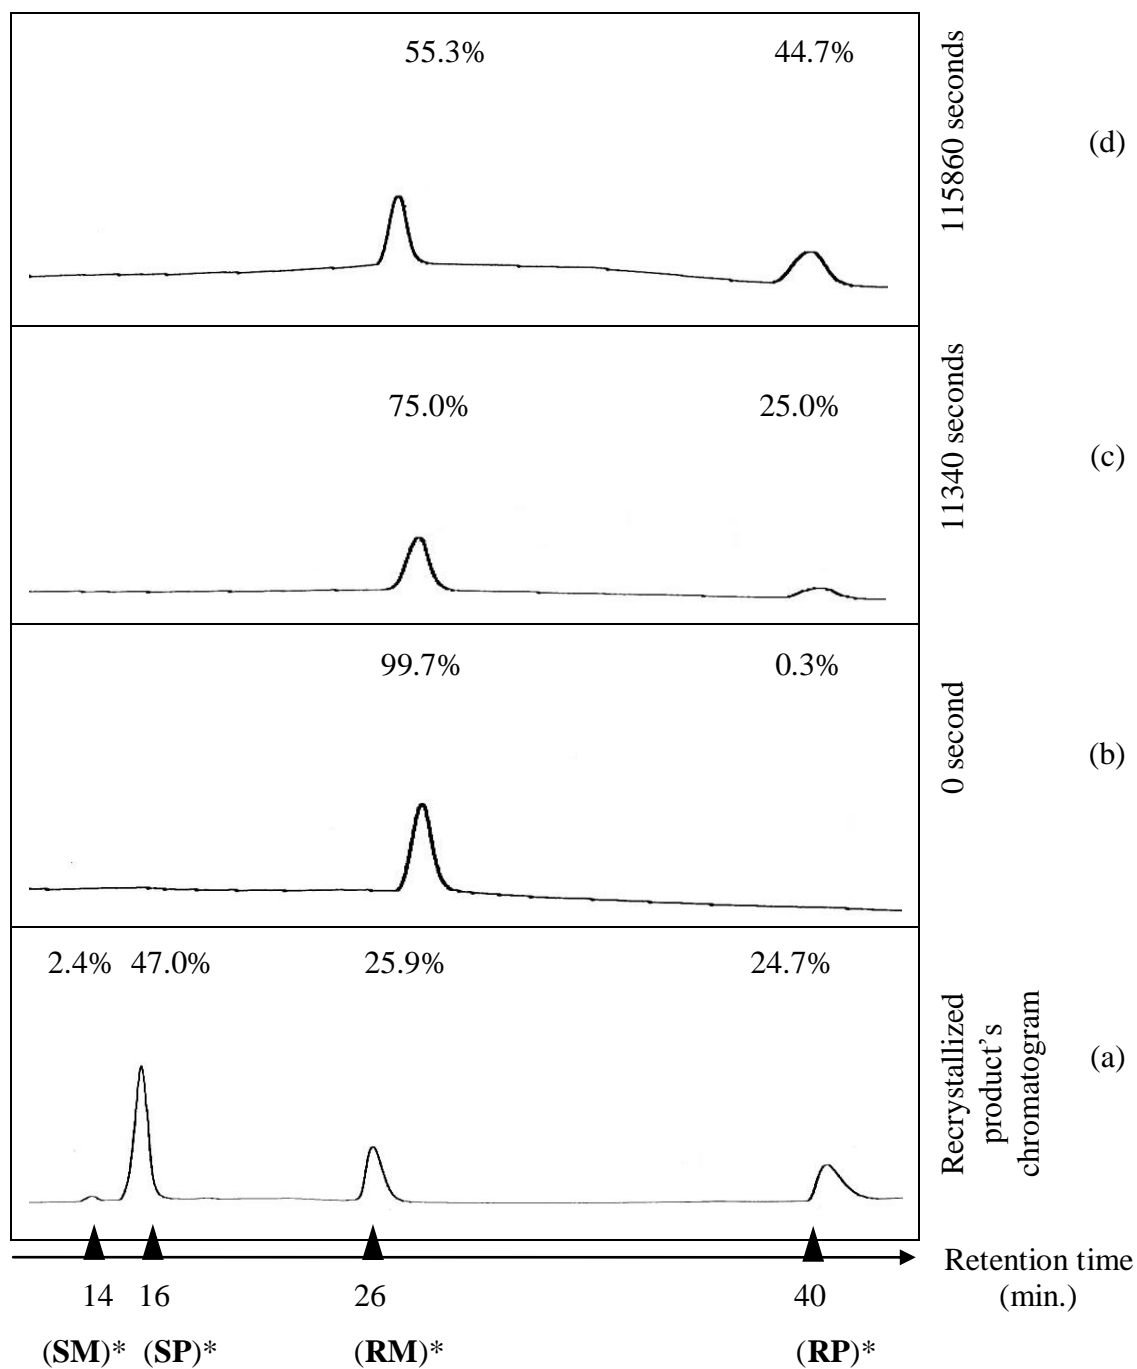 55.3% 44.7%
115860 seconds
(d)
75.0% 25.0%
11340 seconds
(c)
99.7% 0.3%
0 second
(b)
2.4% 47.0% 25.9% 24.7%
Recrystallized
product’s
chromatogram
(a)
14 16 26 40
Retention time
(min.)
(SM)* (SP)* (RM)* (RP)*